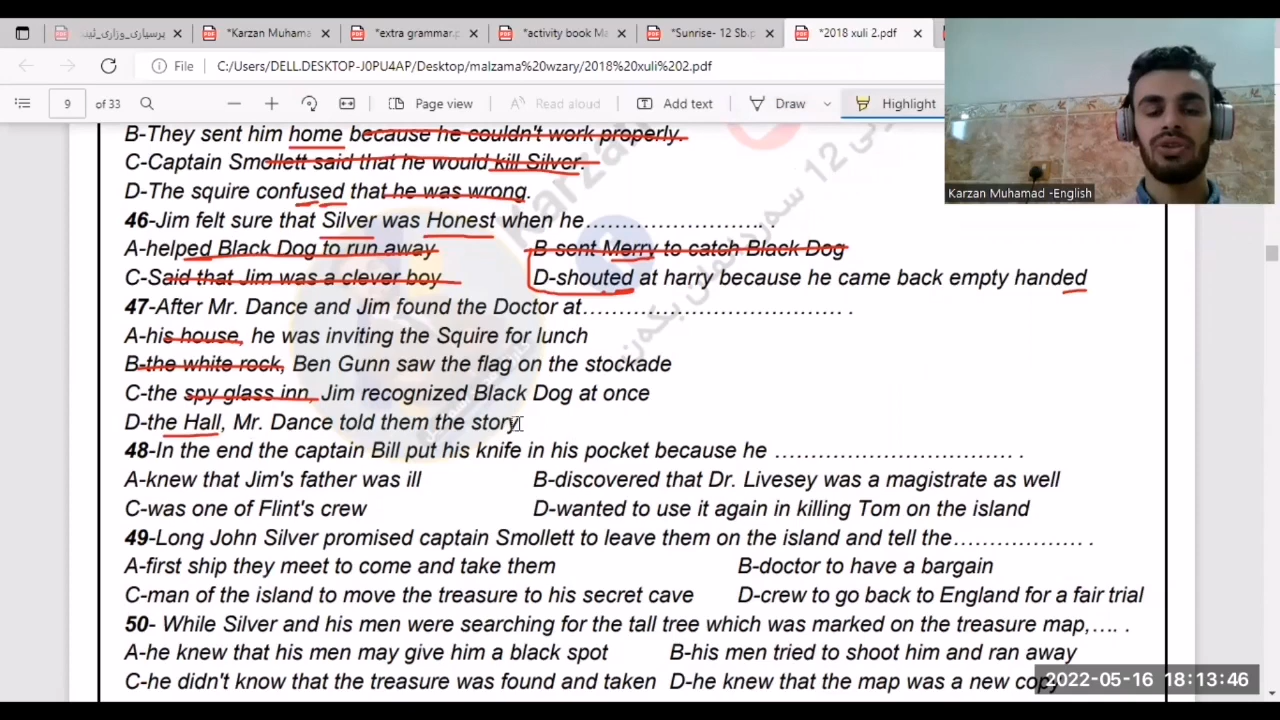 پرسیاری_وزاری_ئینـ *Karzan Muhama *extra grammar.p *activity book Ma *Sunrise- 12 Sb.p *2018 xuli 2.pdf
File C:/Users/DELL.DESKTOP-J0PU4AP/Desktop/malzama%20wzary/2018%20xuli%202.pdf
9 of 33 Page view Read aloud Add text Draw Highlight
B-They sent him home because he couldn't work properly.
C-Captain Smollett said that he would kill Silver.
D-The squire confused that he was wrong.
Karzan Muhamad -English
46-Jim felt sure that Silver was Honest when he........................ .
A-helped Black Dog to run away B-sent Merry to catch Black Dog
C-Said that Jim was a clever boy D-shouted at harry because he came back empty handed
47-After Mr. Dance and Jim found the Doctor at.................................. .
A-his house, he was inviting the Squire for lunch
B-the white rock, Ben Gunn saw the flag on the stockade
C-the spy glass inn, Jim recognized Black Dog at once
D-the Hall, Mr. Dance told them the story
48-In the end the captain Bill put his knife in his pocket because he ............................... .
A-knew that Jim's father was ill B-discovered that Dr. Livesey was a magistrate as well
C-was one of Flint's crew D-wanted to use it again in killing Tom on the island
49-Long John Silver promised captain Smollett to leave them on the island and tell the................. .
A-first ship they meet to come and take them B-doctor to have a bargain
C-man of the island to move the treasure to his secret cave D-crew to go back to England for a fair trial
50- While Silver and his men were searching for the tall tree which was marked on the treasure map,.... .
A-he knew that his men may give him a black spot B-his men tried to shoot him and ran away
C-he didn't know that the treasure was found and taken D-he knew that the map was a new copy
2022-05-16 18:13:46